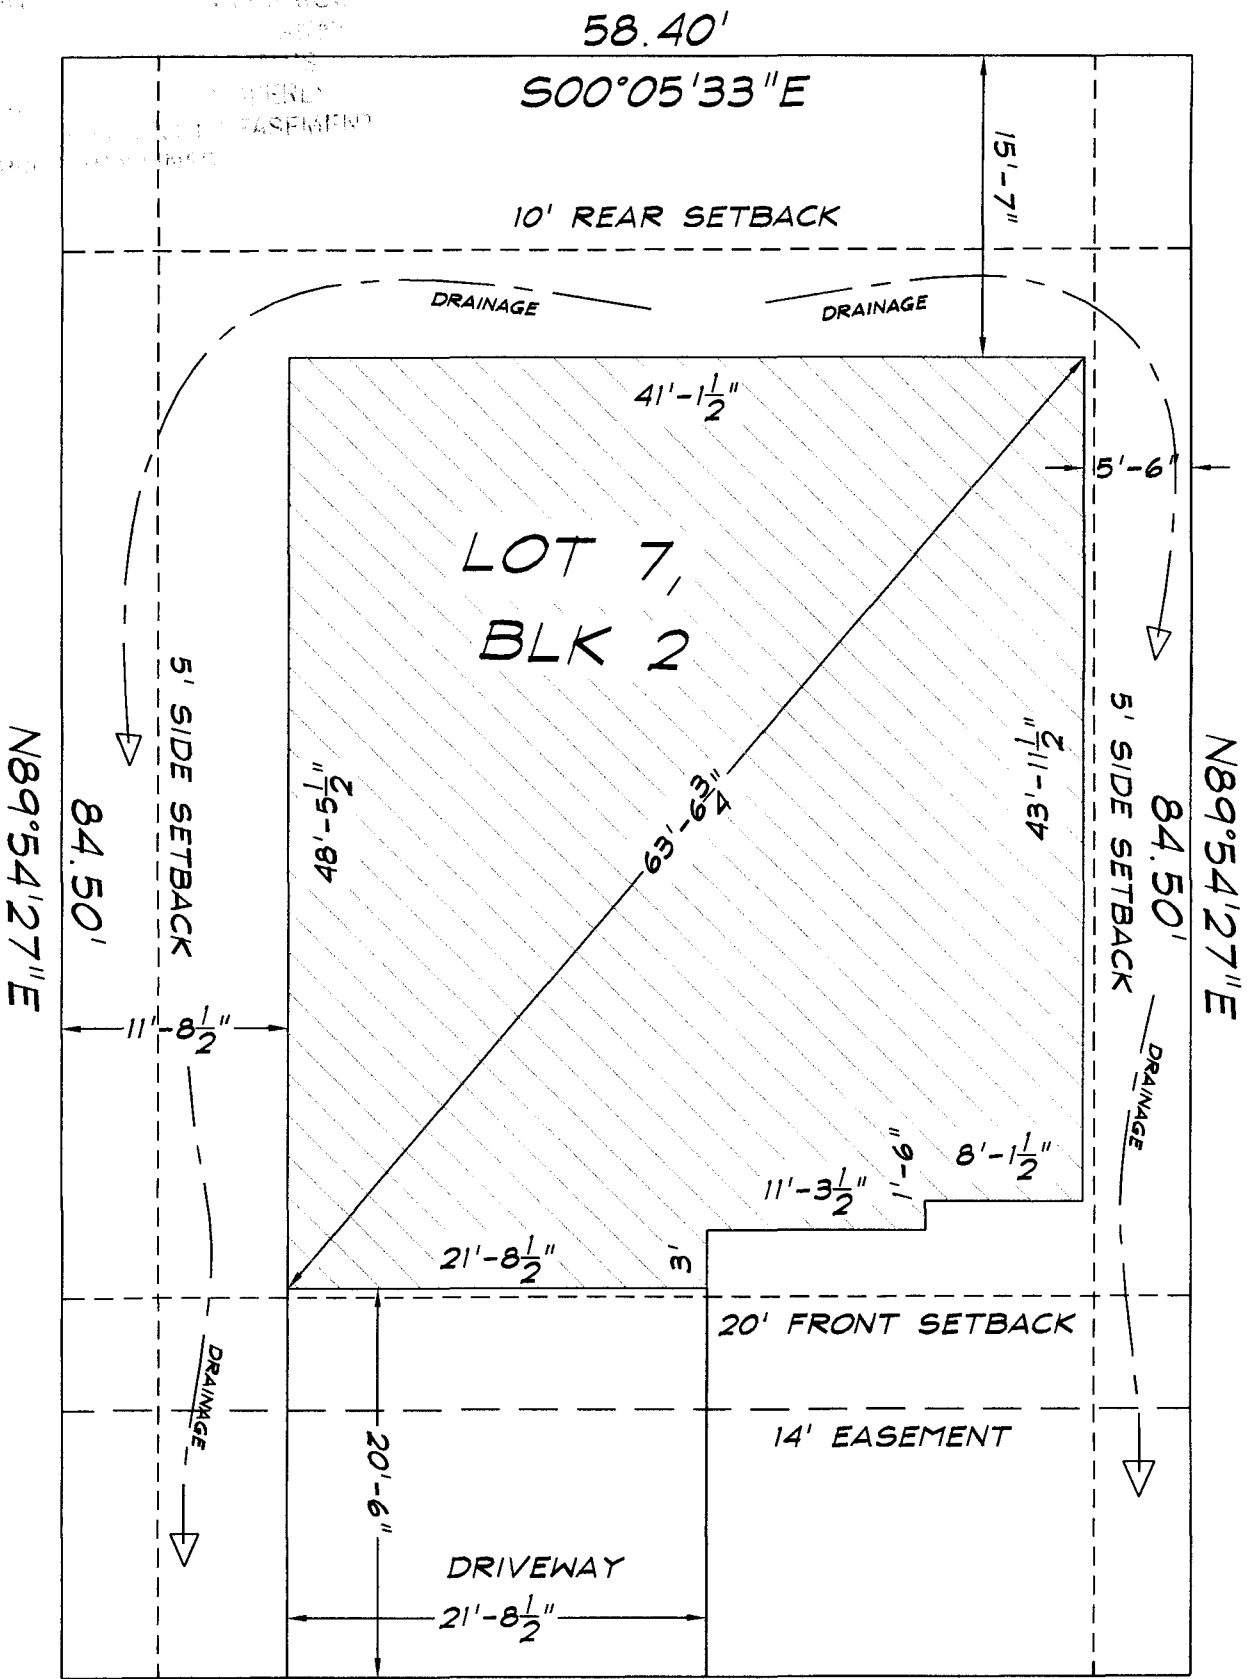 58.40'
S00°05'33"E
EASEMENT
15'-7"
10' REAR SETBACK
DRAINAGE
DRAINAGE
41'-1 1/2"
5'-6"
LOT 7,
BLK 2
5' SIDE SETBACK
84.50'
N89°54'27"E
48'-5 1/2"
63'-6 3/4"
43'-11 1/2"
5' SIDE SETBACK
84.50'
N89°54'27"E
11'-8 1/2"
DRAINAGE
1'-6"
8'-1 1/2"
11'-3 1/2"
21'-8 1/2"
3'
20' FRONT SETBACK
DRAINAGE
14' EASEMENT
20'-6"
DRIVEWAY
21'-8 1/2"